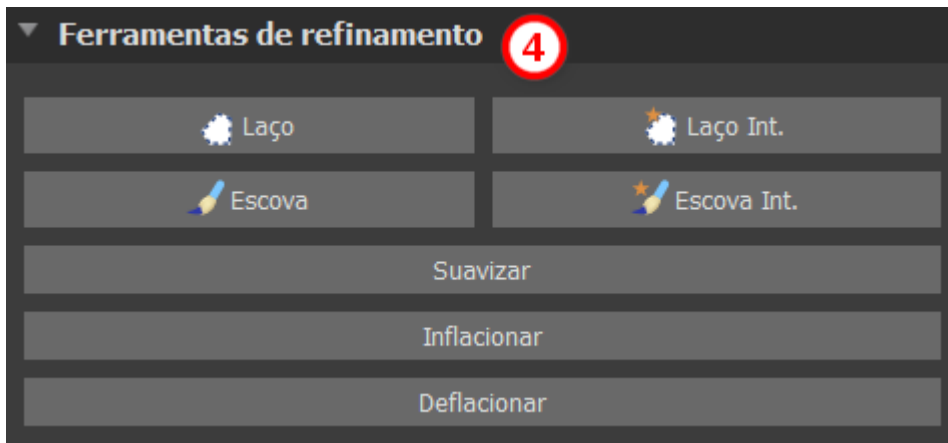 Ferramentas de refinamento 4
Laço Laço Int.
Escova Escova Int.
Suavizar
Inflacionar
Deflacionar